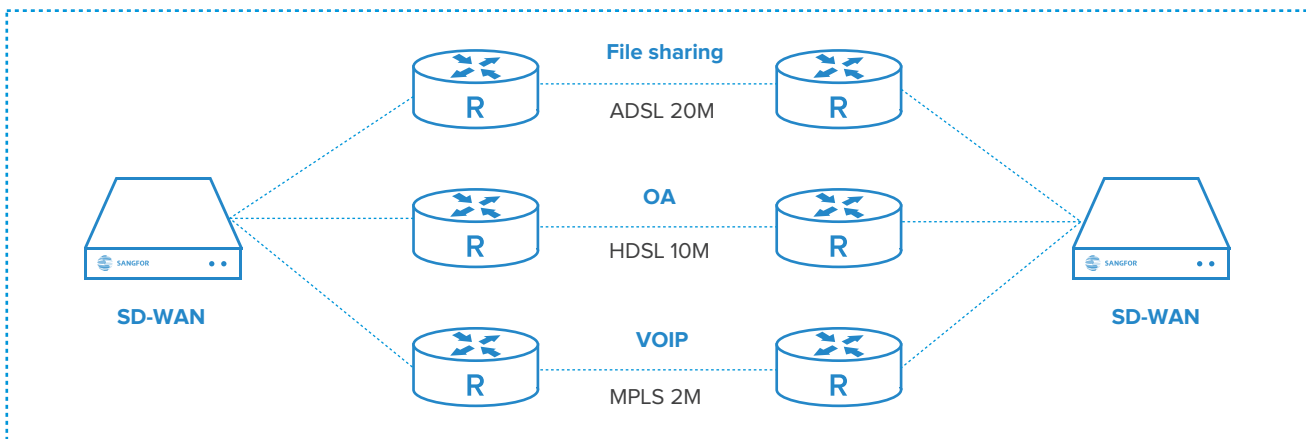 File sharing
R
R
ADSL 20M
OA
R
R
HDSL 10M
SANGFOR
SANGFOR
SD-WAN
SD-WAN
VOIP
R
R
MPLS 2M